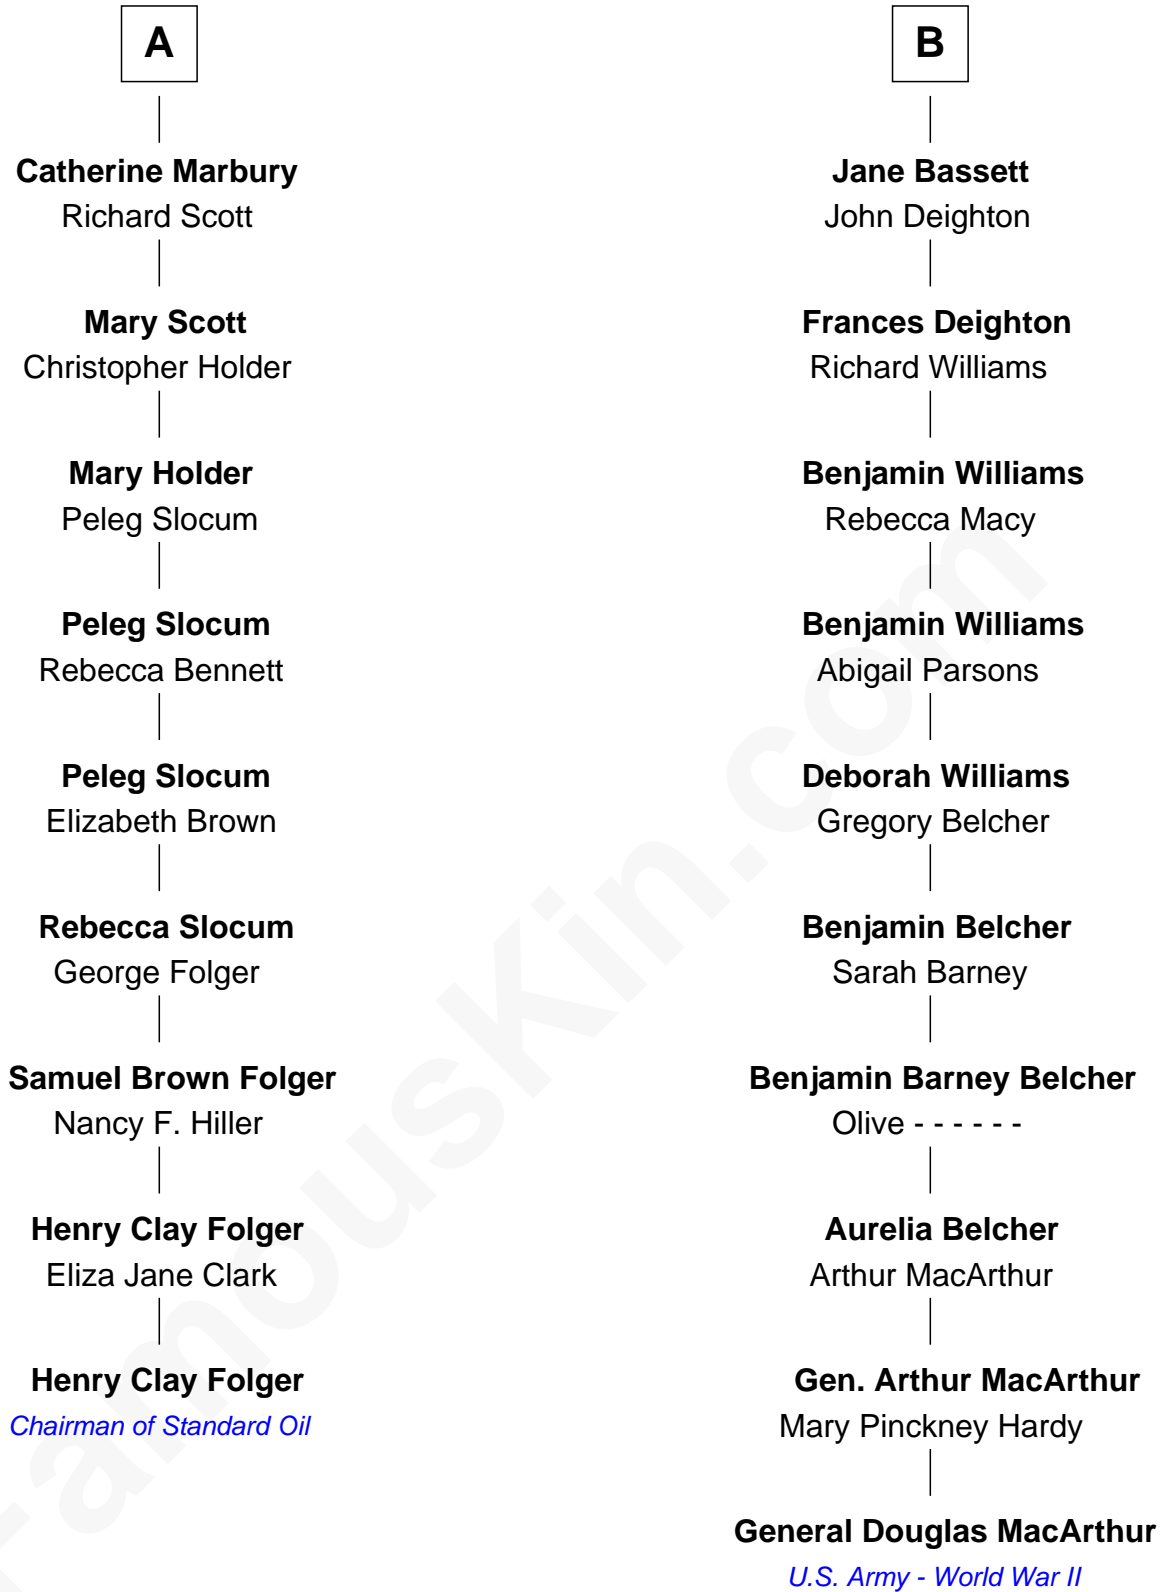 A
Catherine Marbury
Richard Scott
Mary Scott
Christopher Holder
Mary Holder
Peleg Slocum
Peleg Slocum
Rebecca Bennett
Peleg Slocum
Elizabeth Brown
Rebecca Slocum
George Folger
Samuel Brown Folger
Nancy F. Hiller
Henry Clay Folger
Eliza Jane Clark
Henry Clay Folger
Chairman of Standard Oil
B
Jane Bassett
John Deighton
Frances Deighton
Richard Williams
Benjamin Williams
Rebecca Macy
Benjamin Williams
Abigail Parsons
Deborah Williams
Gregory Belcher
Benjamin Belcher
Sarah Barney
Benjamin Barney Belcher
Olive - - - - - -
Aurelia Belcher
Arthur MacArthur
Gen. Arthur MacArthur
Mary Pinckney Hardy
General Douglas MacArthur
U.S. Army - World War II
FamousKin.com